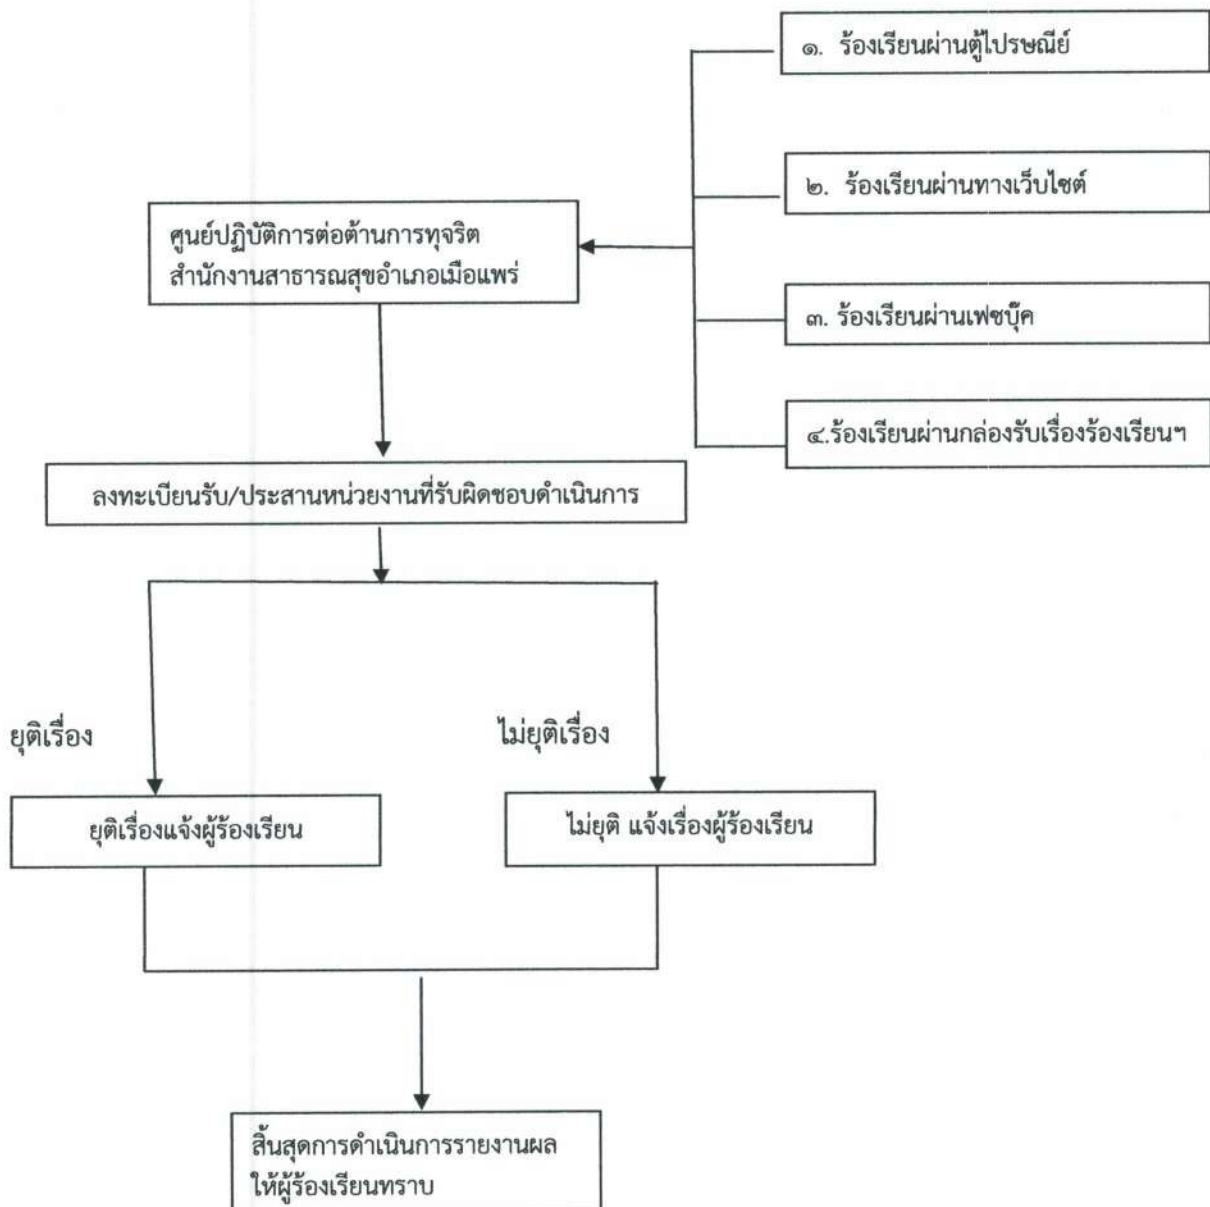 ๑. ร้องเรียนผ่านตู้ไปรษณีย์
๒. ร้องเรียนผ่านทางเว็บไซต์
ศูนย์ปฏิบัติการต่อต้านการทุจริต
สำนักงานสาธารณสุขอำเภอเมือแพร่
๓. ร้องเรียนผ่านเฟซบุ๊ค
๔.ร้องเรียนผ่านกล่องรับเรื่องร้องเรียนฯ
ลงทะเบียนรับ/ประสานหน่วยงานที่รับผิดชอบดำเนินการ
ยุติเรื่อง
ไม่ยุติเรื่อง
ยุติเรื่องแจ้งผู้ร้องเรียน
ไม่ยุติ แจ้งเรื่องผู้ร้องเรียน
สิ้นสุดการดำเนินการรายงานผล
ให้ผู้ร้องเรียนทราบ